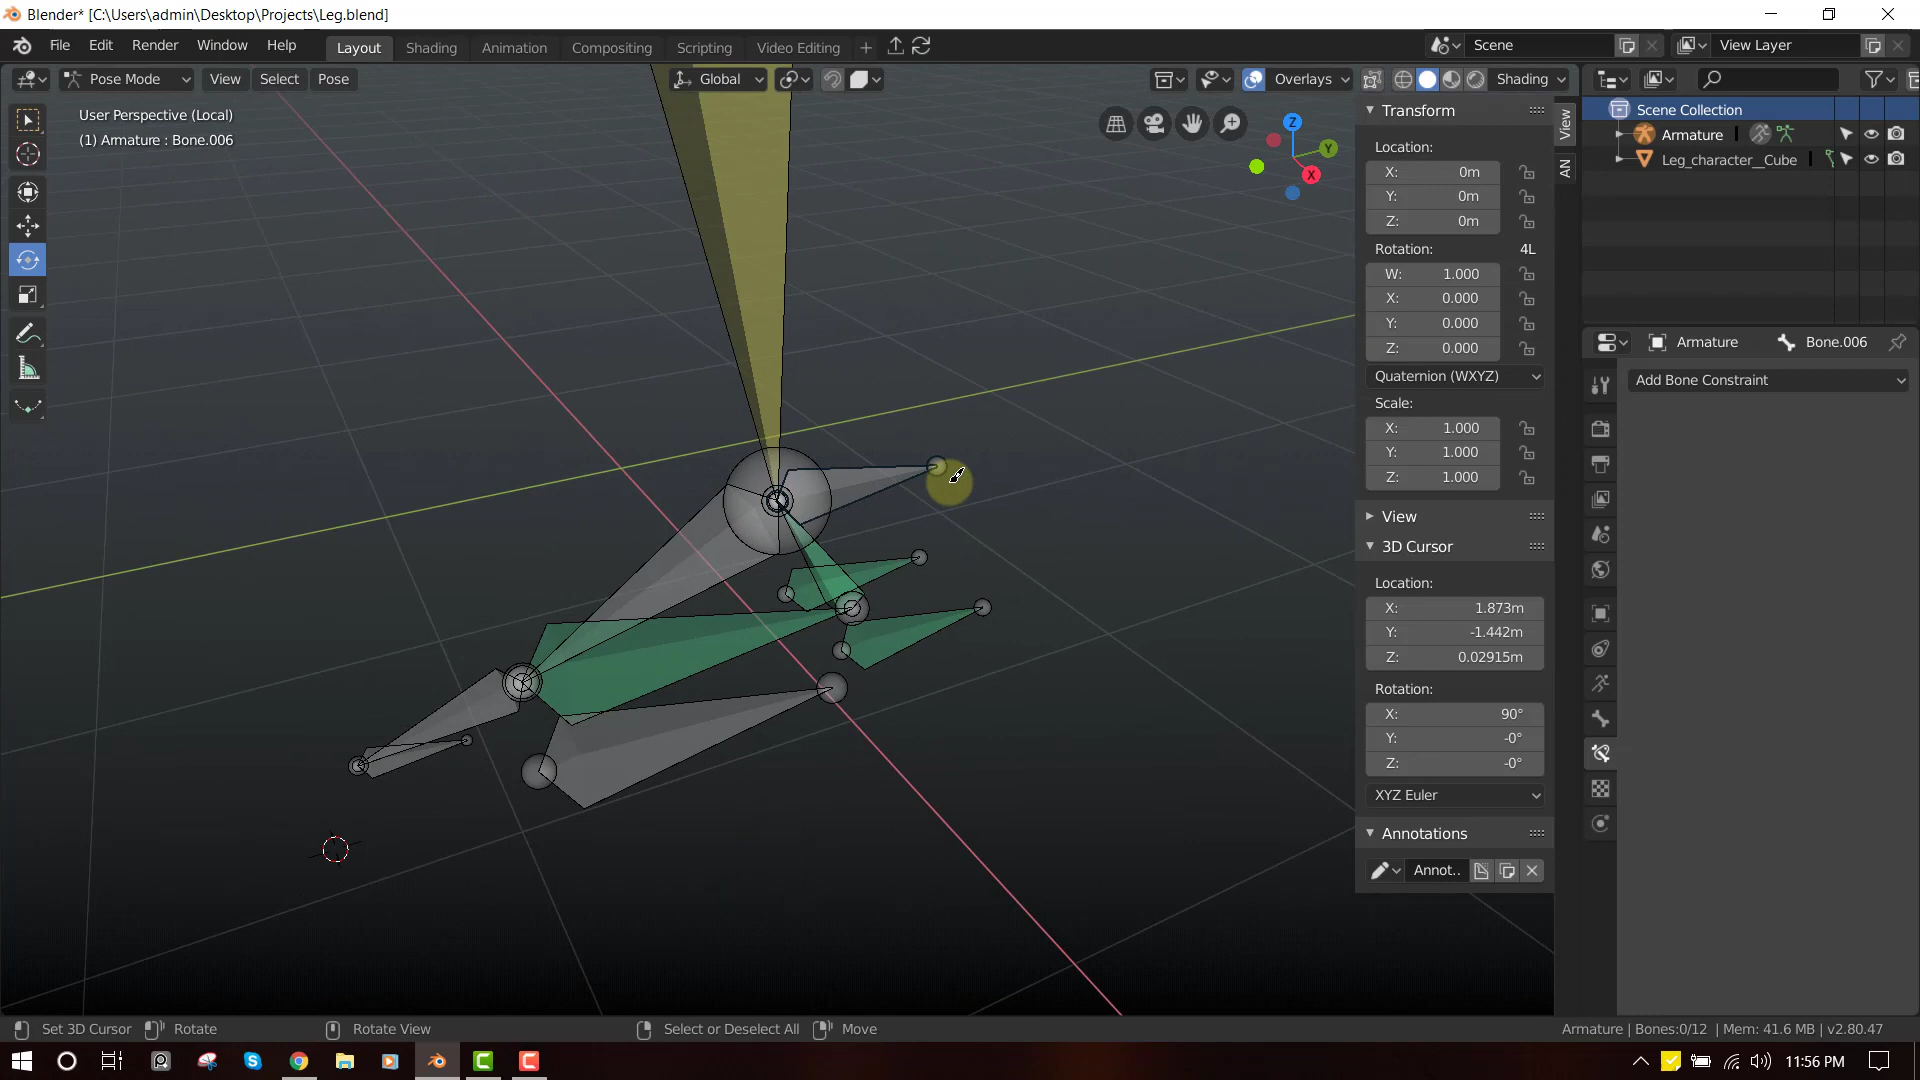 Blender* [C:\Users\admin\Desktop\Projects\Leg.blend]
File Edit Render Window Help Layout Shading Animation Compositing Scripting Video Editing + Scene View Layer
Pose Mode View Select Pose Global Overlays Shading
User Perspective (Local)
(1) Armature : Bone.006
Z
Y
X
Transform
Location:
X: 0m
Y: 0m
Z: 0m
Rotation: 4L
W: 1.000
X: 0.000
Y: 0.000
Z: 0.000
Quaternion (WXYZ)
Scale:
X: 1.000
Y: 1.000
Z: 1.000
View
3D Cursor
Location:
X: 1.873m
Y: -1.442m
Z: 0.02915m
Rotation:
X: 90°
Y: -0°
Z: -0°
XYZ Euler
Annotations
Annot..
View
AN
Scene Collection
Armature
Leg_character__Cube
Armature Bone.006
Add Bone Constraint
Set 3D Cursor Rotate Rotate View Select or Deselect All Move Armature | Bones:0/12 | Mem: 41.6 MB | v2.80.47
11:56 PM